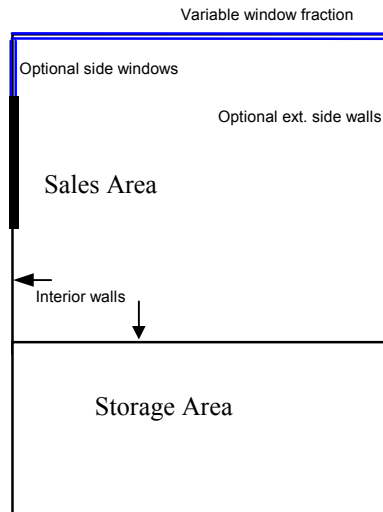 Variable window fraction
Optional side windows
Optional ext. side walls
Sales Area
Interior walls
Storage Area